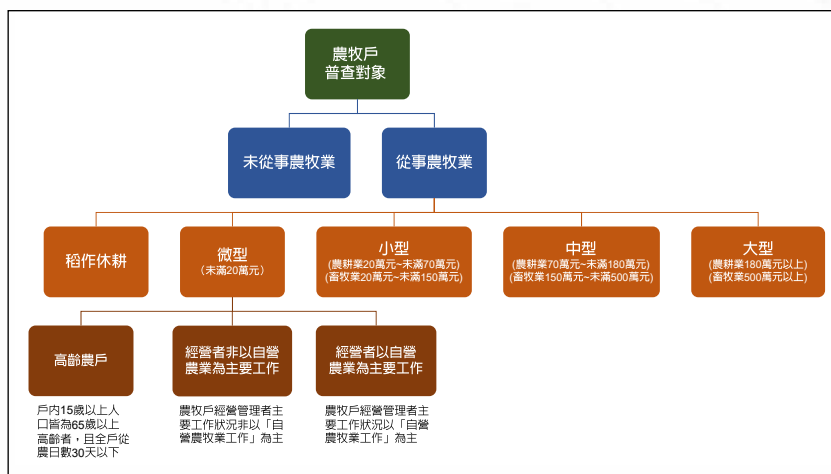 農牧戶
普查對象
未從事農牧業
從事農牧業
稻作休耕
微型
(未滿20萬元)
小型
(農耕業20萬元~未滿70萬元)
(畜牧業20萬元~未滿150萬元)
中型
(農耕業70萬元~未滿180萬元)
(畜牧業150萬元~未滿500萬元)
大型
(農耕業180萬元以上)
(畜牧業500萬元以上)
高齡農戶
經營者非以自營
農業為主要工作
經營者以自營
農業為主要工作
戶內15歲以上人
口皆為65歲以上
高齡者，且全戶從
農日數30天以下
農牧戶經營管理者主
要工作狀況非以「自
營農牧業工作」為主
農牧戶經營管理者主
要工作狀況以「自營
農牧業工作」為主